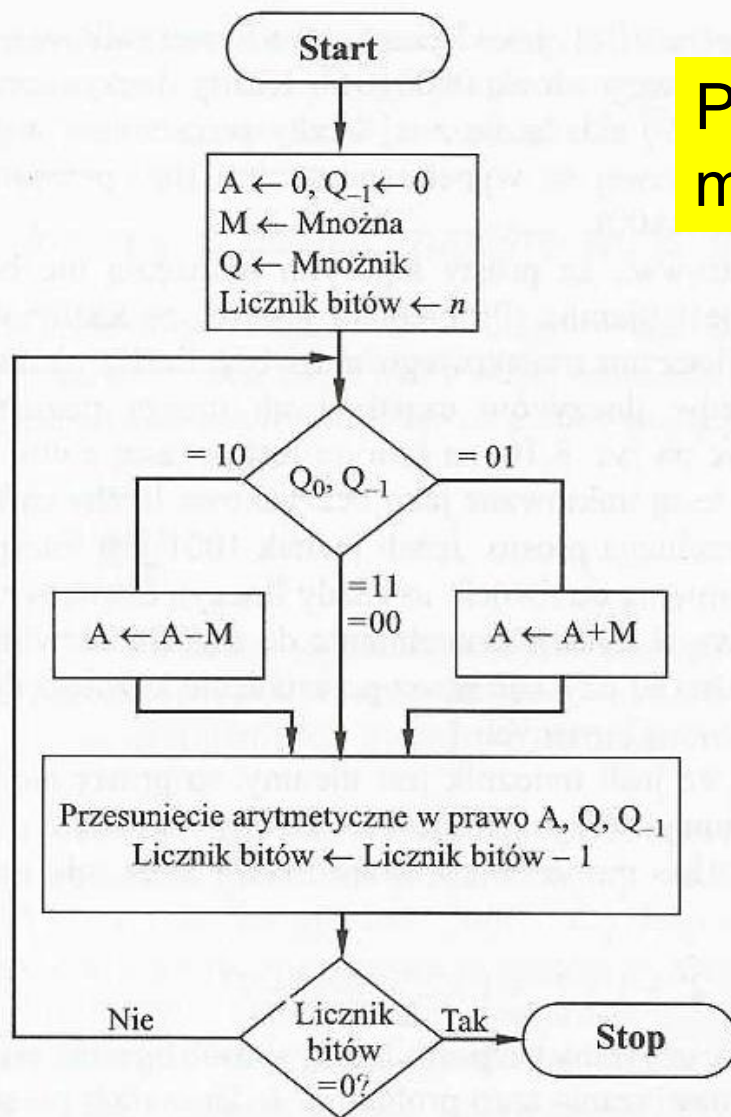 Start
P
m
A ← 0, Q₋₁ ← 0
M ← Mnożna
Q ← Mnożnik
Licznik bitów ← n
= 10
Q₀, Q₋₁
= 01
=11
=00
A ← A−M
A ← A+M
Przesunięcie arytmetyczne w prawo A, Q, Q₋₁
Licznik bitów ← Licznik bitów − 1
Nie
Licznik
bitów
=0?
Tak
Stop